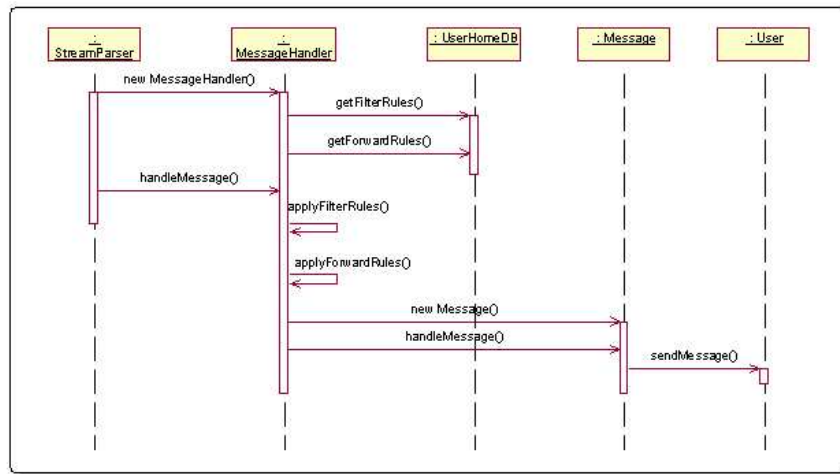 :
StreamParser
:
MessageHandler
: UserHomeDB
: Message
: User
new MessageHandler()
getFilterRules()
getForwardRules()
handleMessage()
applyFilterRules()
applyForwardRules()
new Message()
handleMessage()
sendMessage()